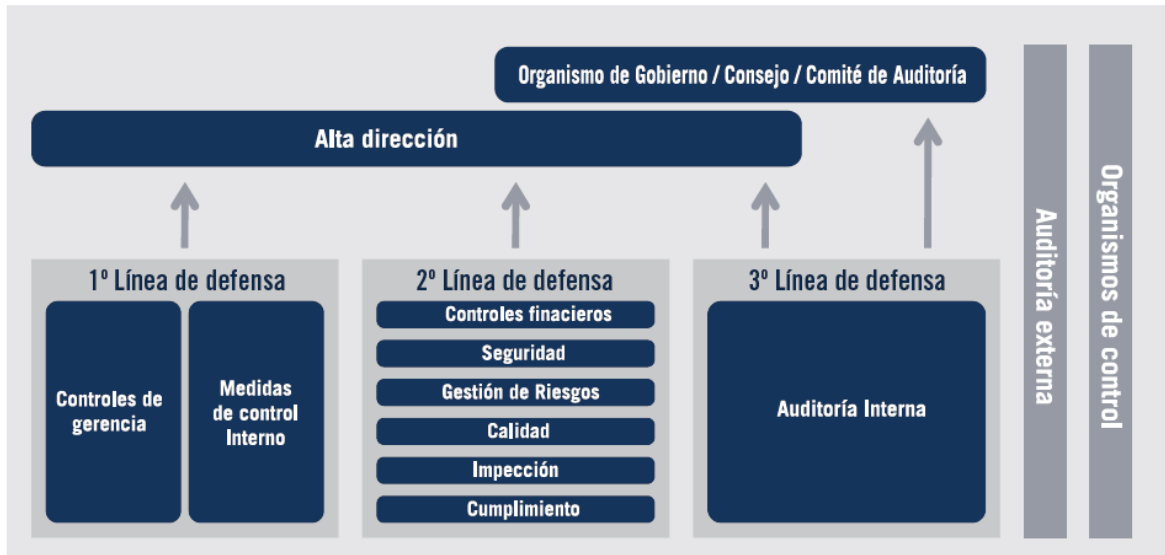 Organismo de Gobierno / Consejo / Comité de Auditoría
Alta dirección
1º Línea de defensa
Controles de
gerencia
Medidas
de control
Interno
2º Línea de defensa
Controles finacieros
Seguridad
Gestión de Riesgos
Calidad
Impección
Cumplimiento
3º Línea de defensa
Auditoría Interna
Auditoría externa
Organismos de control